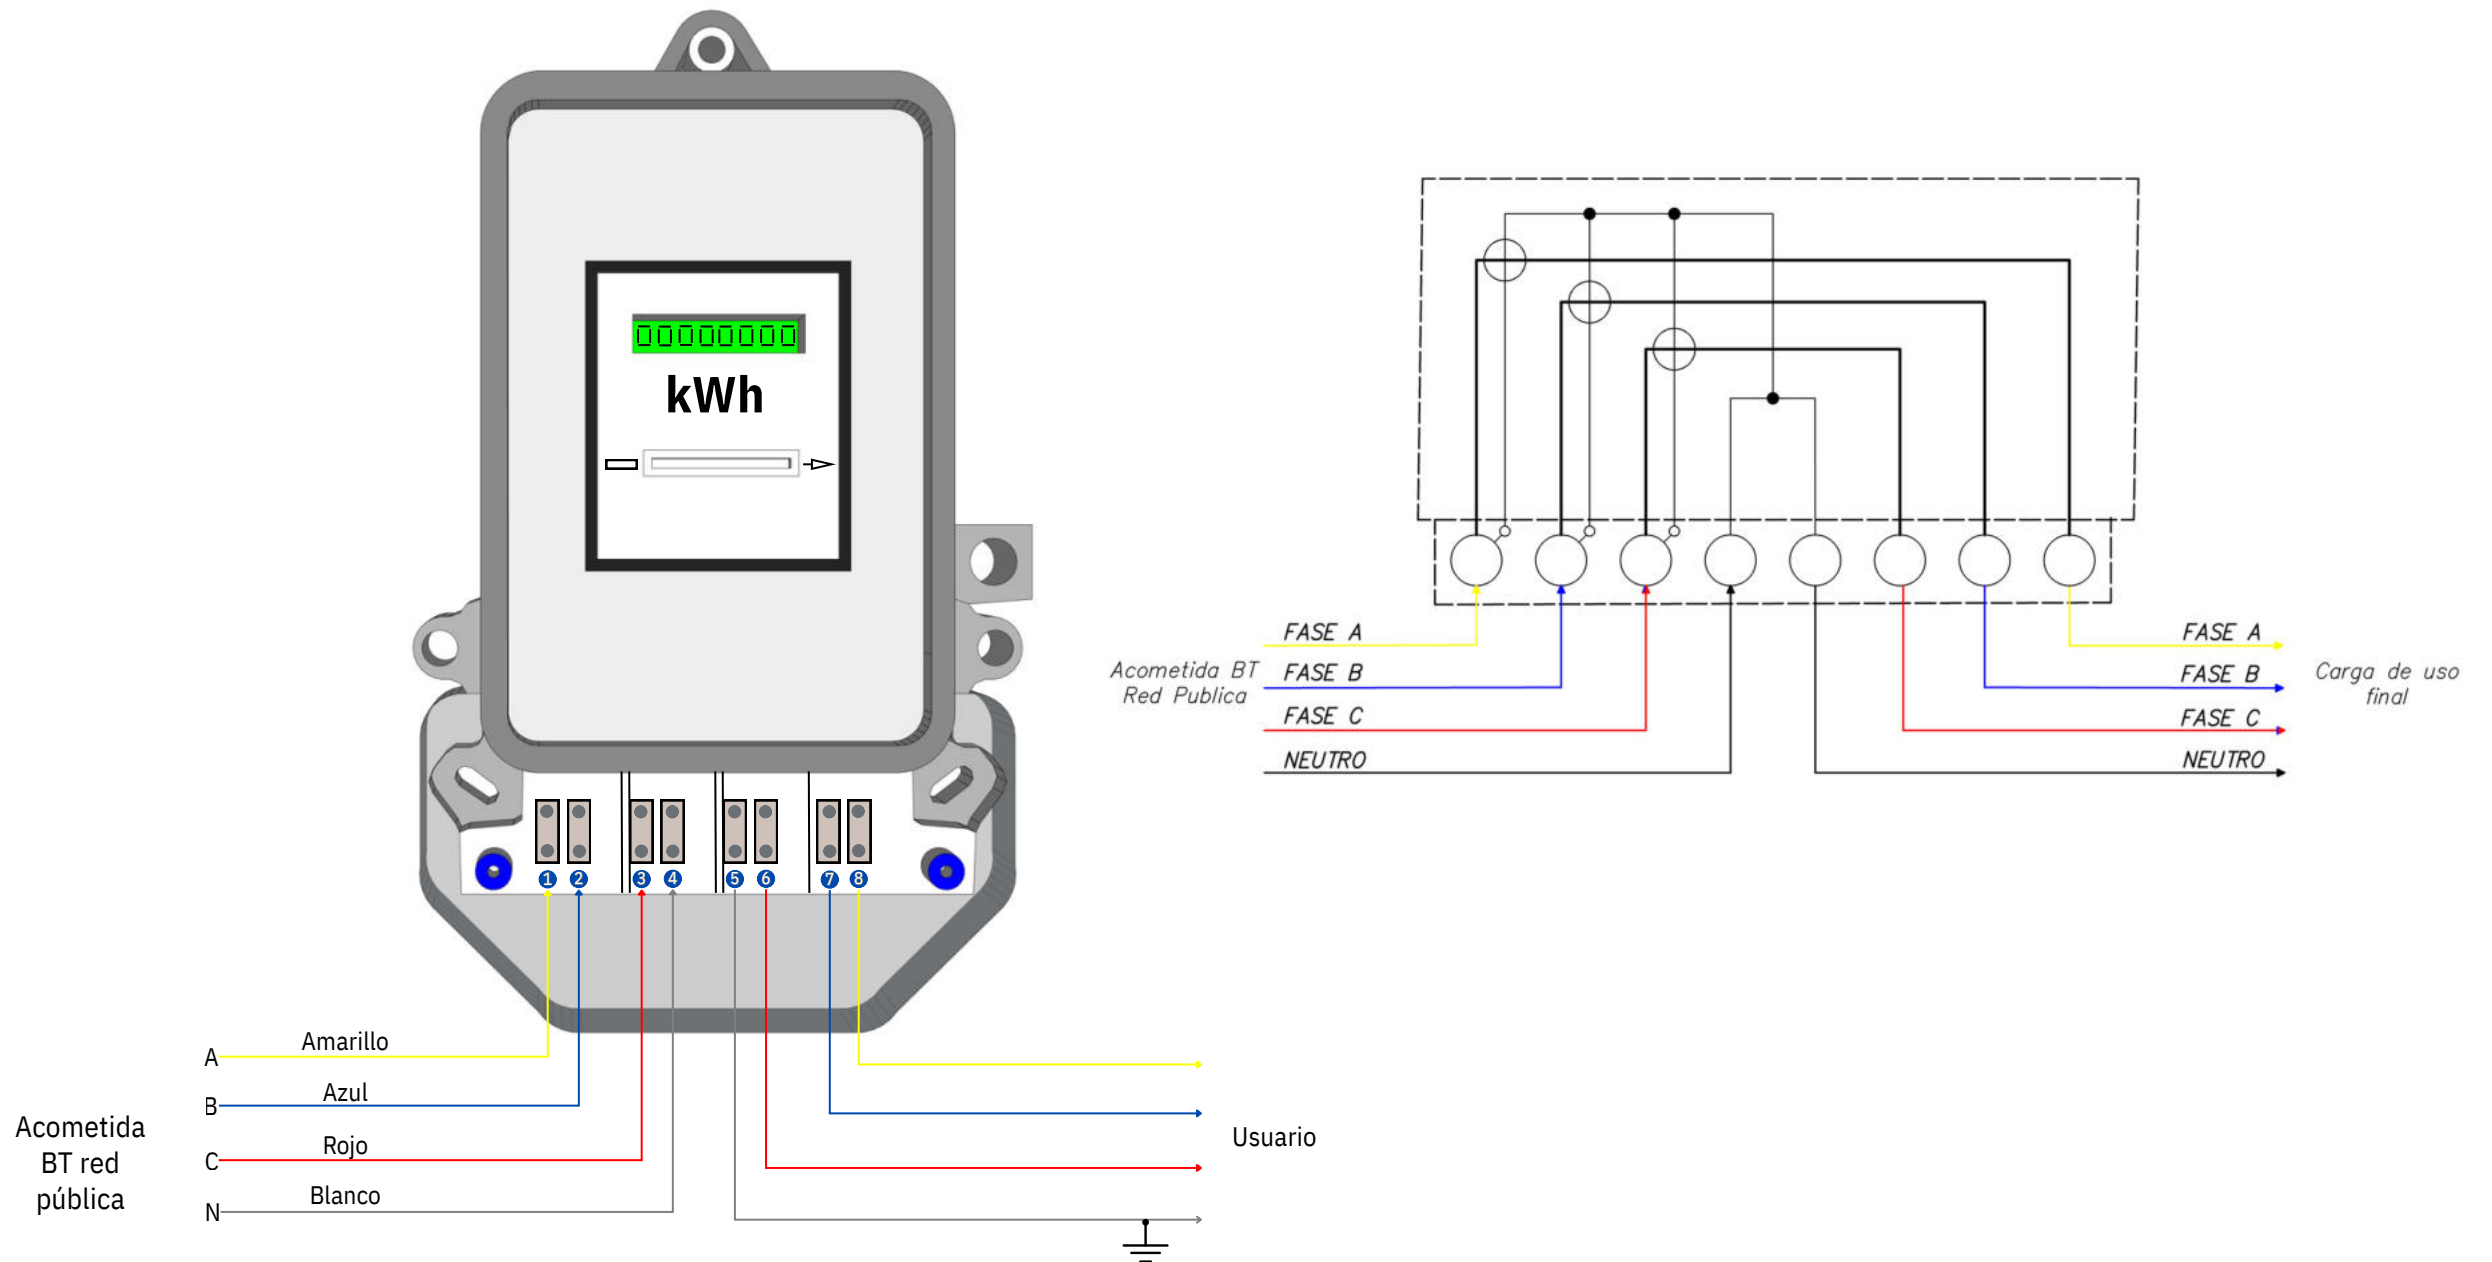 00000000
kWh
1 2 3 4 5 6 7 8
A Amarillo
B Azul
C Rojo
N Blanco
Acometida
BT red
pública
Usuario
FASE A
FASE B
FASE C
NEUTRO
Acometida BT
Red Publica
FASE A
FASE B
FASE C
NEUTRO
Carga de uso
final